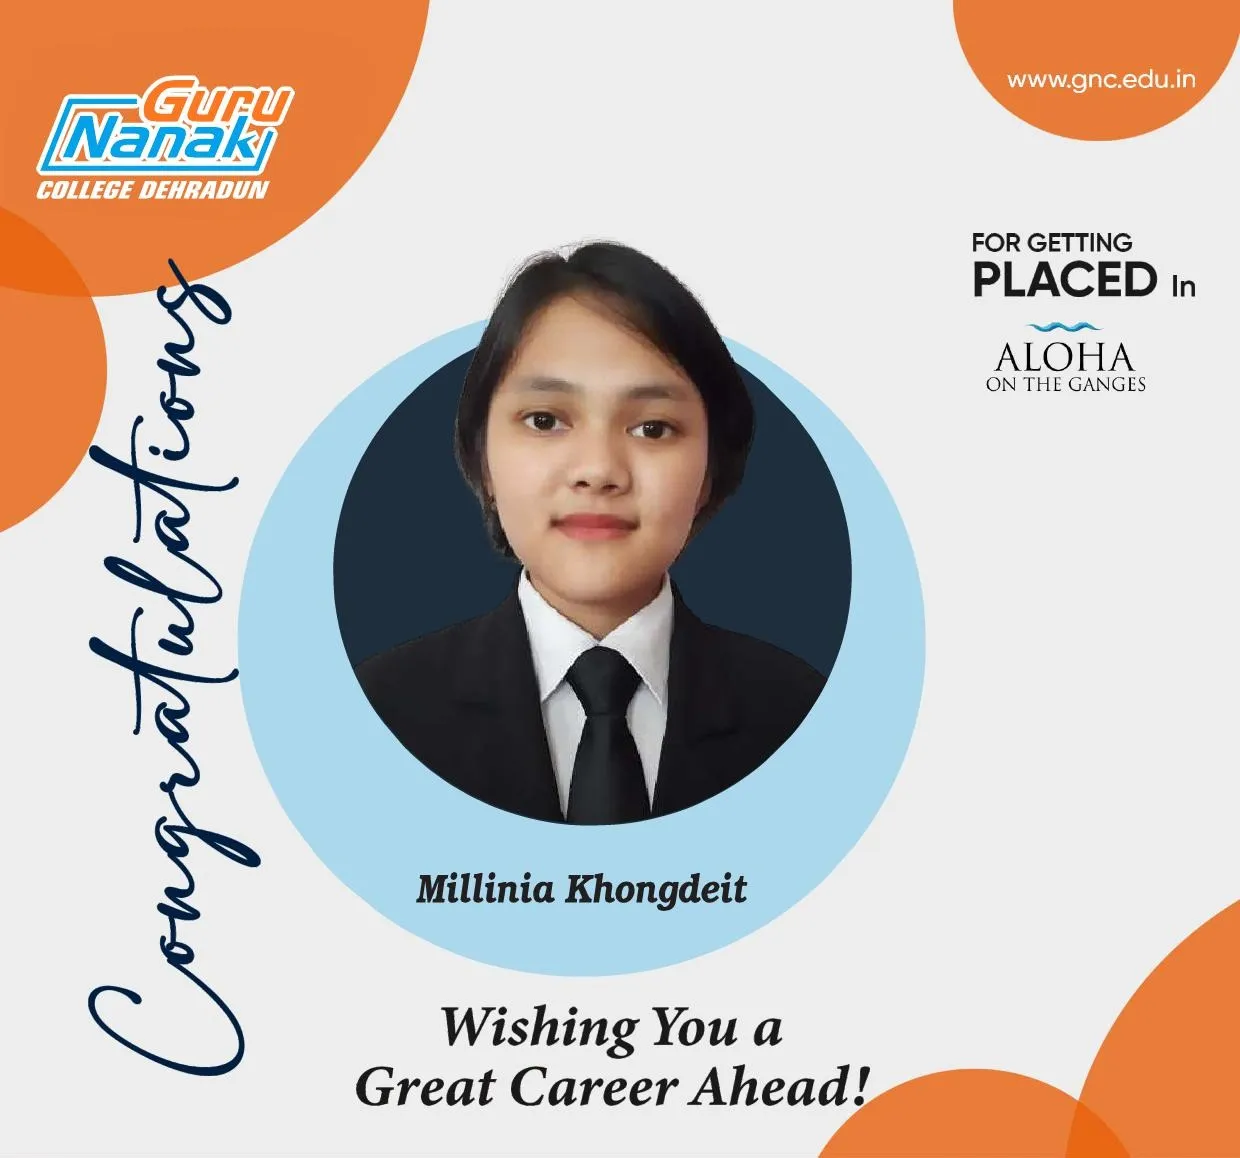 Guru
Nanak
COLLEGE DEHRADUN
www.gnc.edu.in
Congratulations
FOR GETTING
PLACED In
ALOHA
ON THE GANGES
Millinia Khongdeit
Wishing You a
Great Career Ahead!